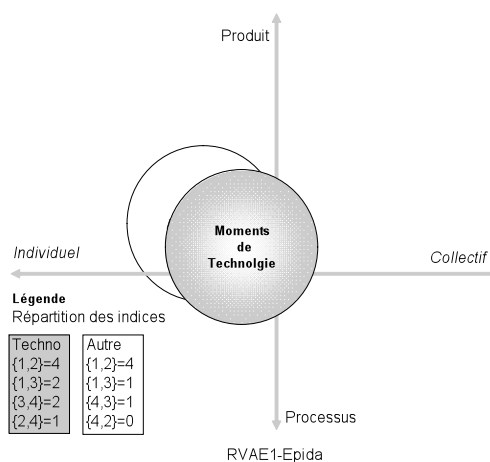 Produit
Moments
de
Technolgie
Individuel
Collectif
Légende
Répartition des indices
Techno
{1,2}=4
{1,3}=2
{3,4}=2
{2,4}=1
Autre
{1,2}=4
{1,3}=1
{4,3}=1
{4,2}=0
Processus
RVAE1-Epida